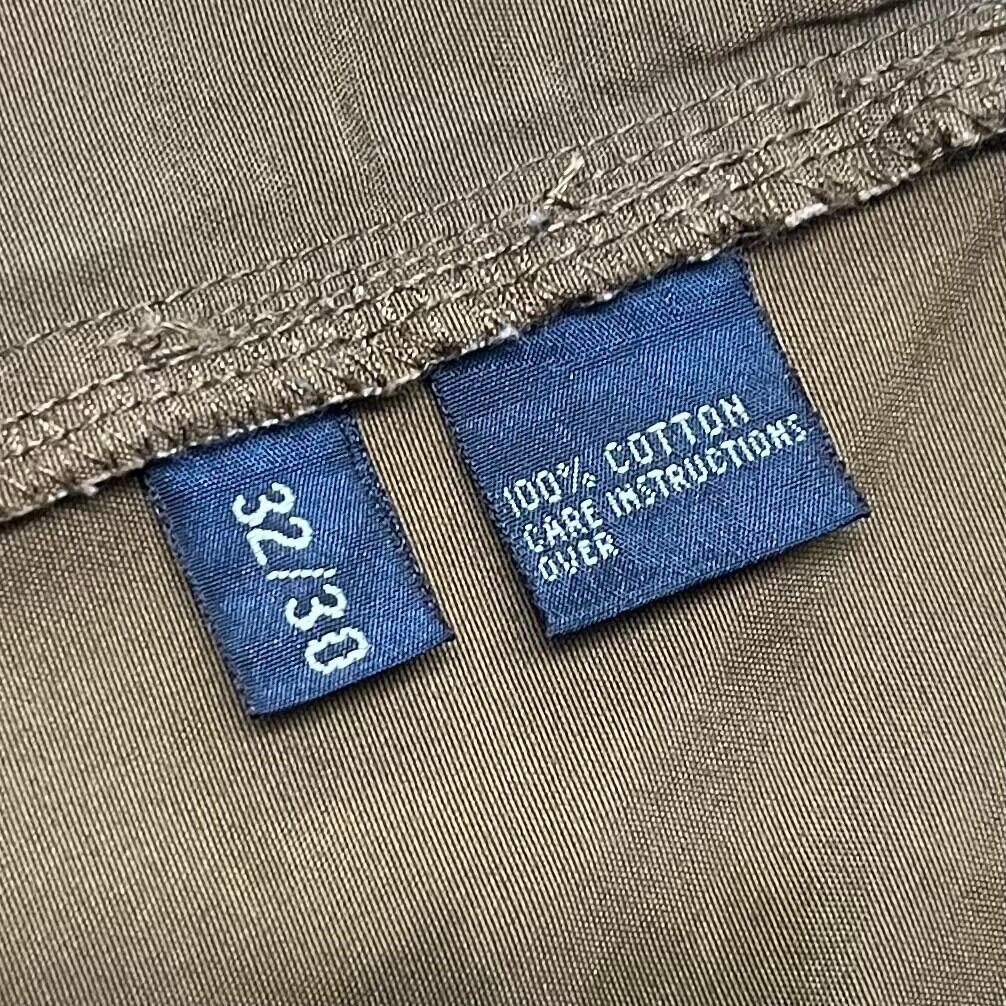 32/30
100% COTTON
CARE INSTRUCTIONS
OVER